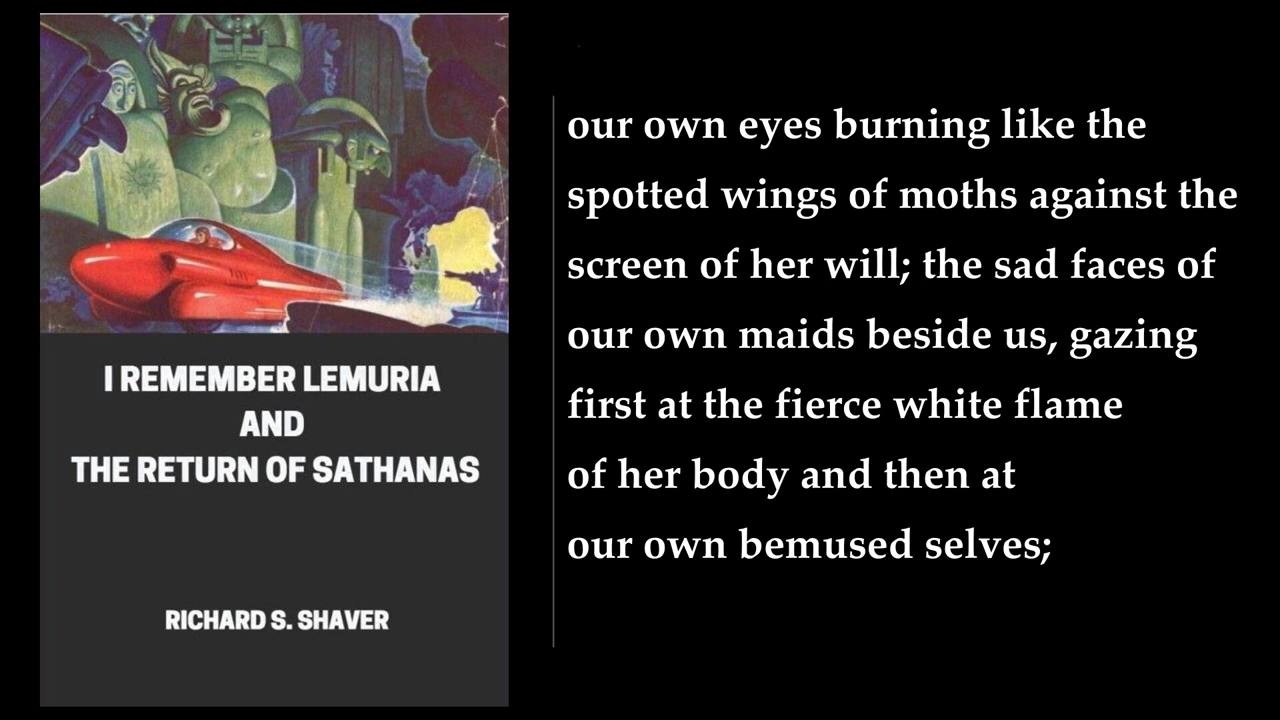 I REMEMBER LEMURIA
AND
THE RETURN OF SATHANAS
RICHARD S. SHAVER
our own eyes burning like the
spotted wings of moths against the
screen of her will; the sad faces of
our own maids beside us, gazing
first at the fierce white flame
of her body and then at
our own bemused selves;